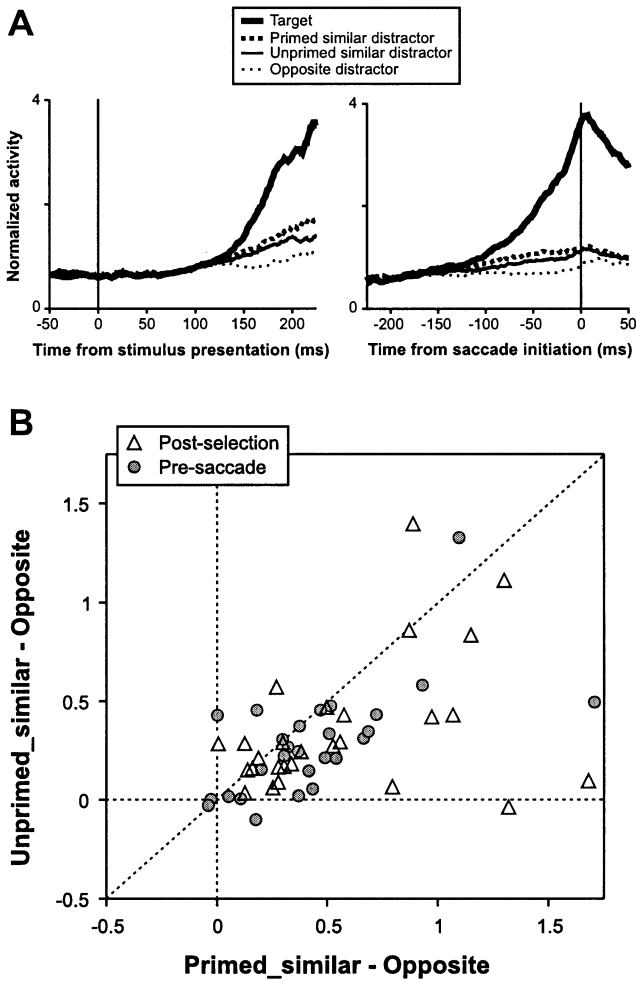 A
Target
Primed similar distractor
Unprimed similar distractor
Opposite distractor
Normalized activity
4
0
-50 0 50 100 150 200
Time from stimulus presentation (ms)
4
0
-200 -150 -100 -50 0 50
Time from saccade initiation (ms)
B
Post-selection
Pre-saccade
Unprimed_similar - Opposite
1.5
1
0.5
0
-0.5
-0.5 0 0.5 1 1.5
Primed_similar - Opposite